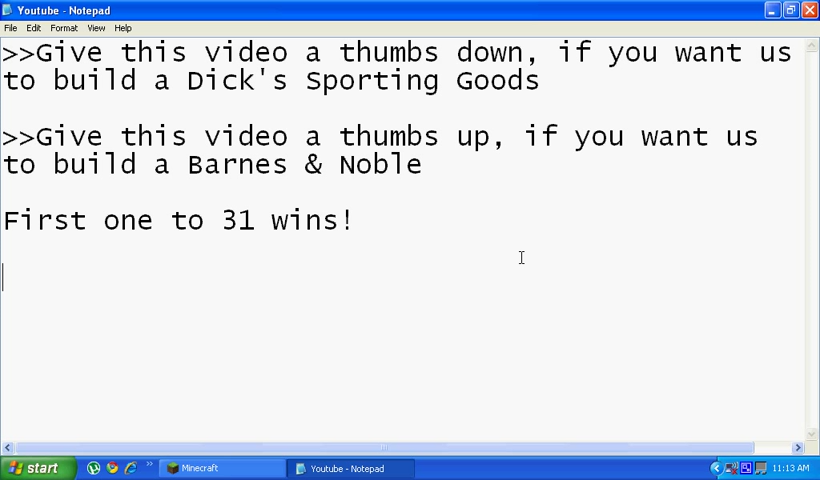 Youtube - Notepad
File Edit Format View Help
>>Give this video a thumbs down, if you want us
to build a Dick's Sporting Goods
>>Give this video a thumbs up, if you want us
to build a Barnes & Noble
First one to 31 wins!
start Minecraft Youtube - Notepad 11:13 AM